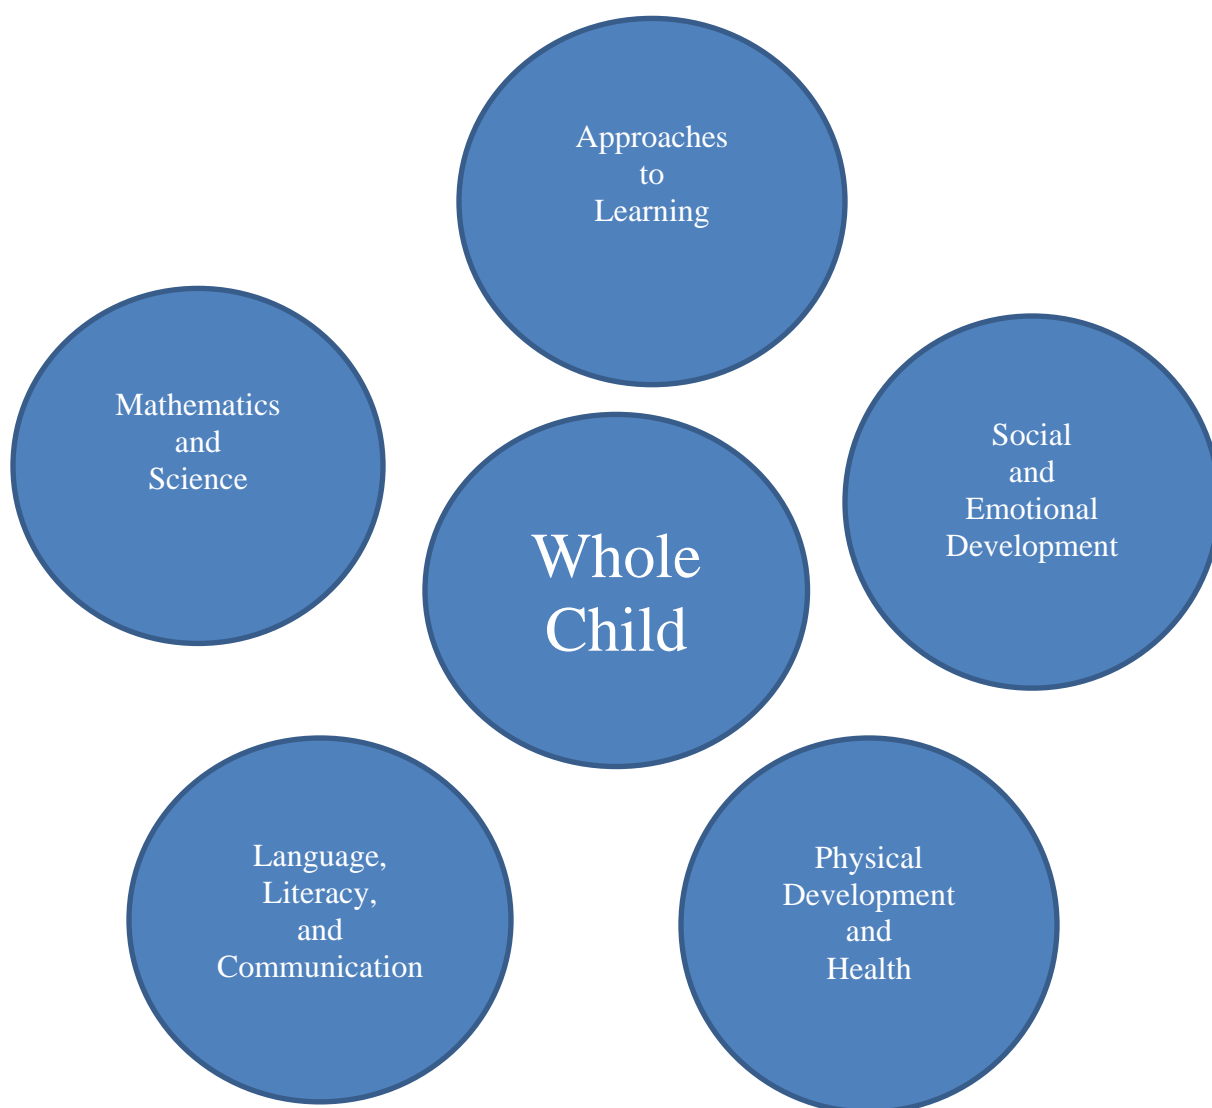 Approaches
to
Learning
Mathematics
and
Science
Social
and
Emotional
Development
Whole
Child
Language,
Literacy,
and
Communication
Physical
Development
and
Health